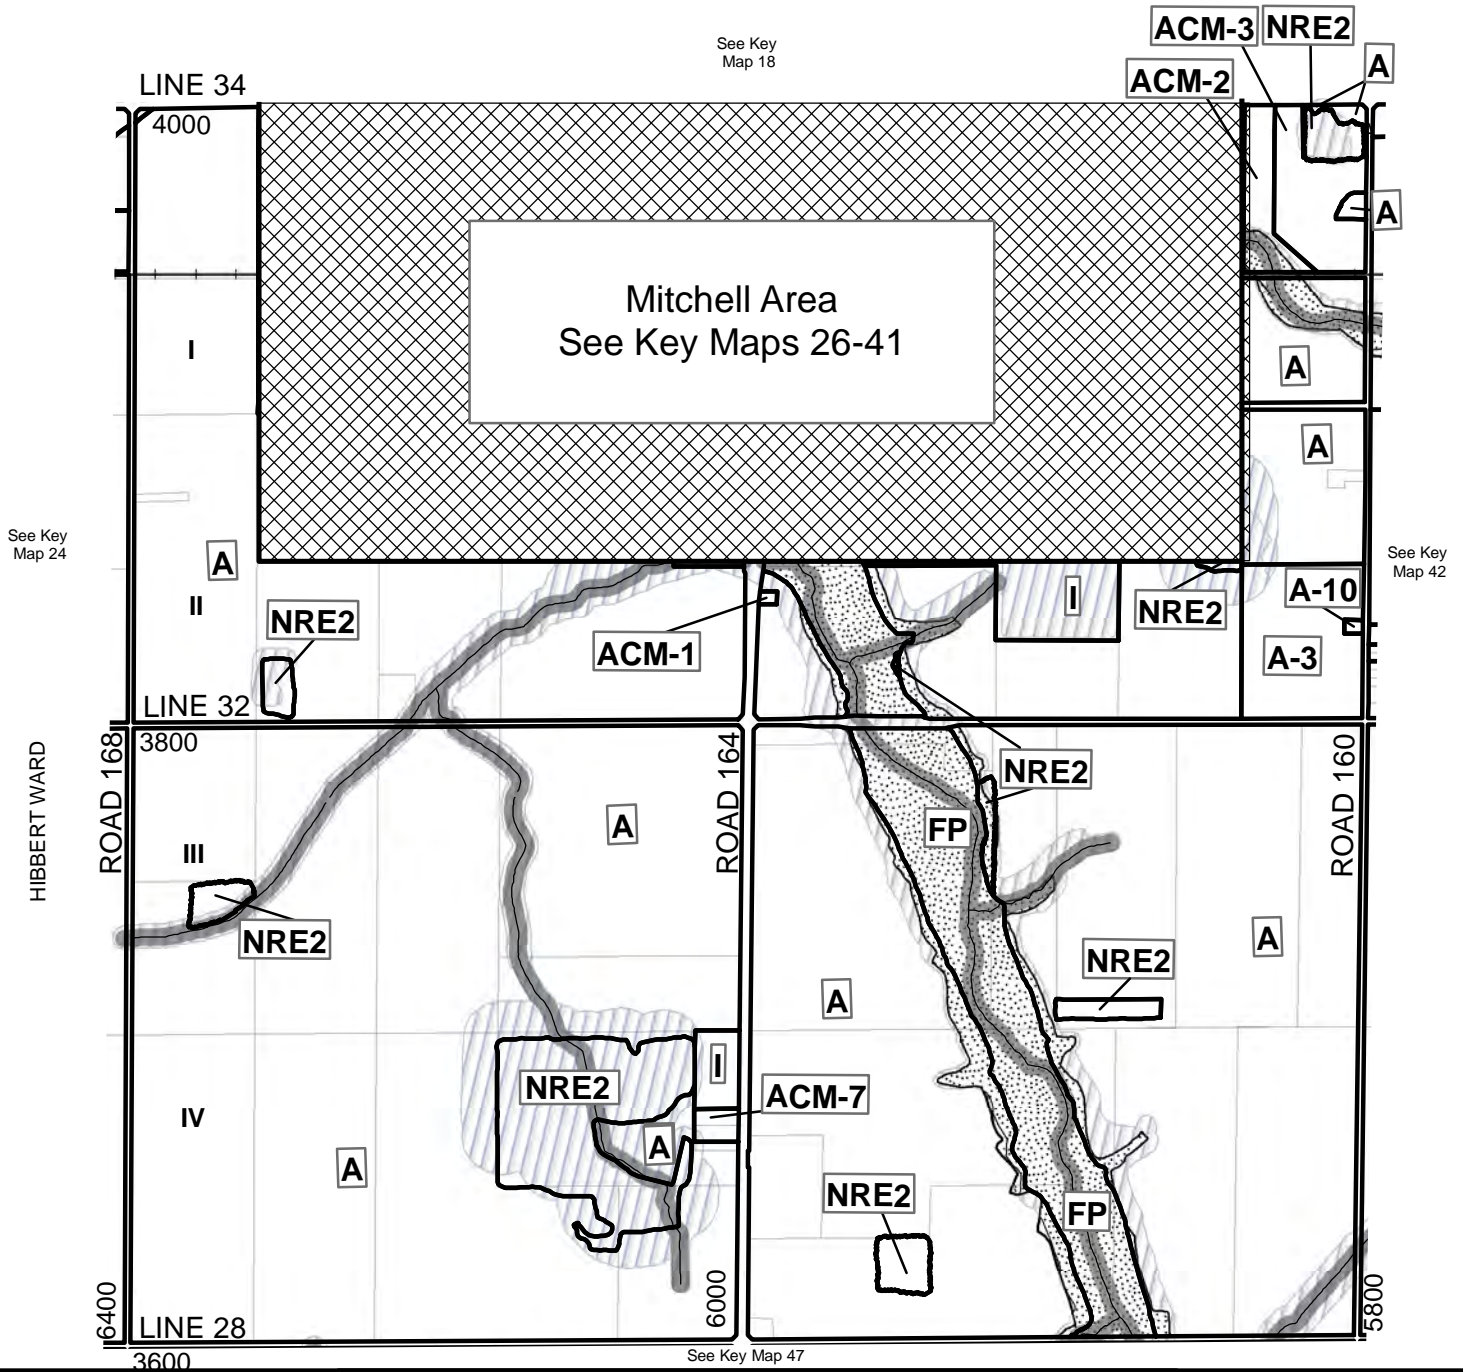 See Key
Map 18
ACM-3
NRE2
A
ACM-2
LINE 34
4000
A
Mitchell Area
See Key Maps 26-41
I
A
A
See Key
Map 24
A
See Key
Map 42
II
NRE2
ACM-1
I
NRE2
A-10
A-3
LINE 32
3800
HIBBERT WARD
ROAD 168
ROAD 164
NRE2
ROAD 160
A
FP
III
NRE2
A
NRE2
A
I
NRE2
ACM-7
IV
A
A
NRE2
FP
6400
6000
5800
LINE 28
3600
See Key Map 47